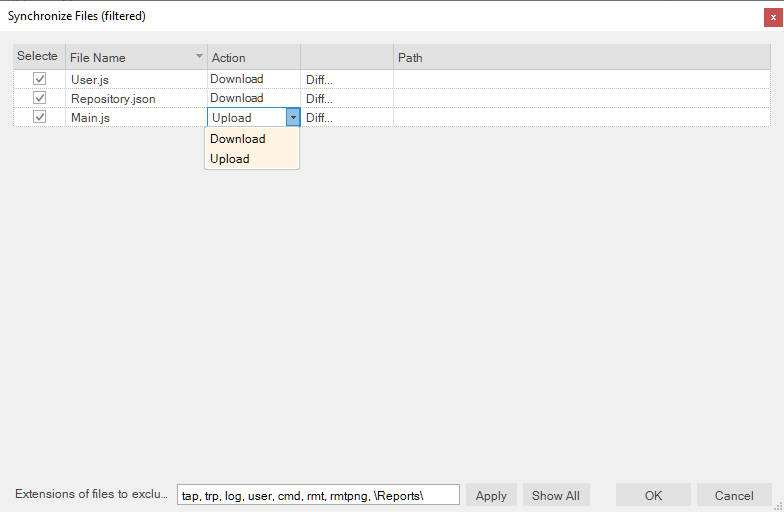 Synchronize Files (filtered)
x
Selecte File Name Action Path
User.js Download Diff...
Repository.json Download Diff...
Main.js Upload Diff...
Download
Upload
Extensions of files to exclu... tap, trp, log, user, cmd, rmt, rmtpng, \Reports\ Apply Show All OK Cancel